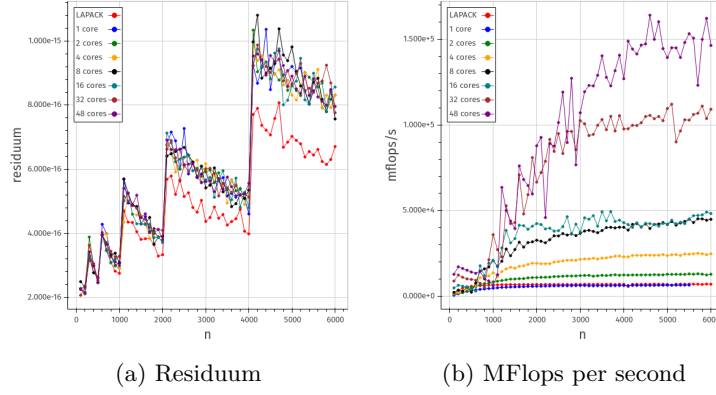 LAPACK
1 core
2 cores
4 cores
8 cores
16 cores
32 cores
48 cores
residuum
1.000e-15
8.000e-16
6.000e-16
4.000e-16
2.000e-16
0 1000 2000 3000 4000 5000 6000
n
(a) Residuum
LAPACK
1 core
2 cores
4 cores
8 cores
16 cores
32 cores
48 cores
mflops/s
1.500e+5
1.000e+5
5.000e+4
0.000e+0
0 1000 2000 3000 4000 5000 6000
n
(b) MFlops per second